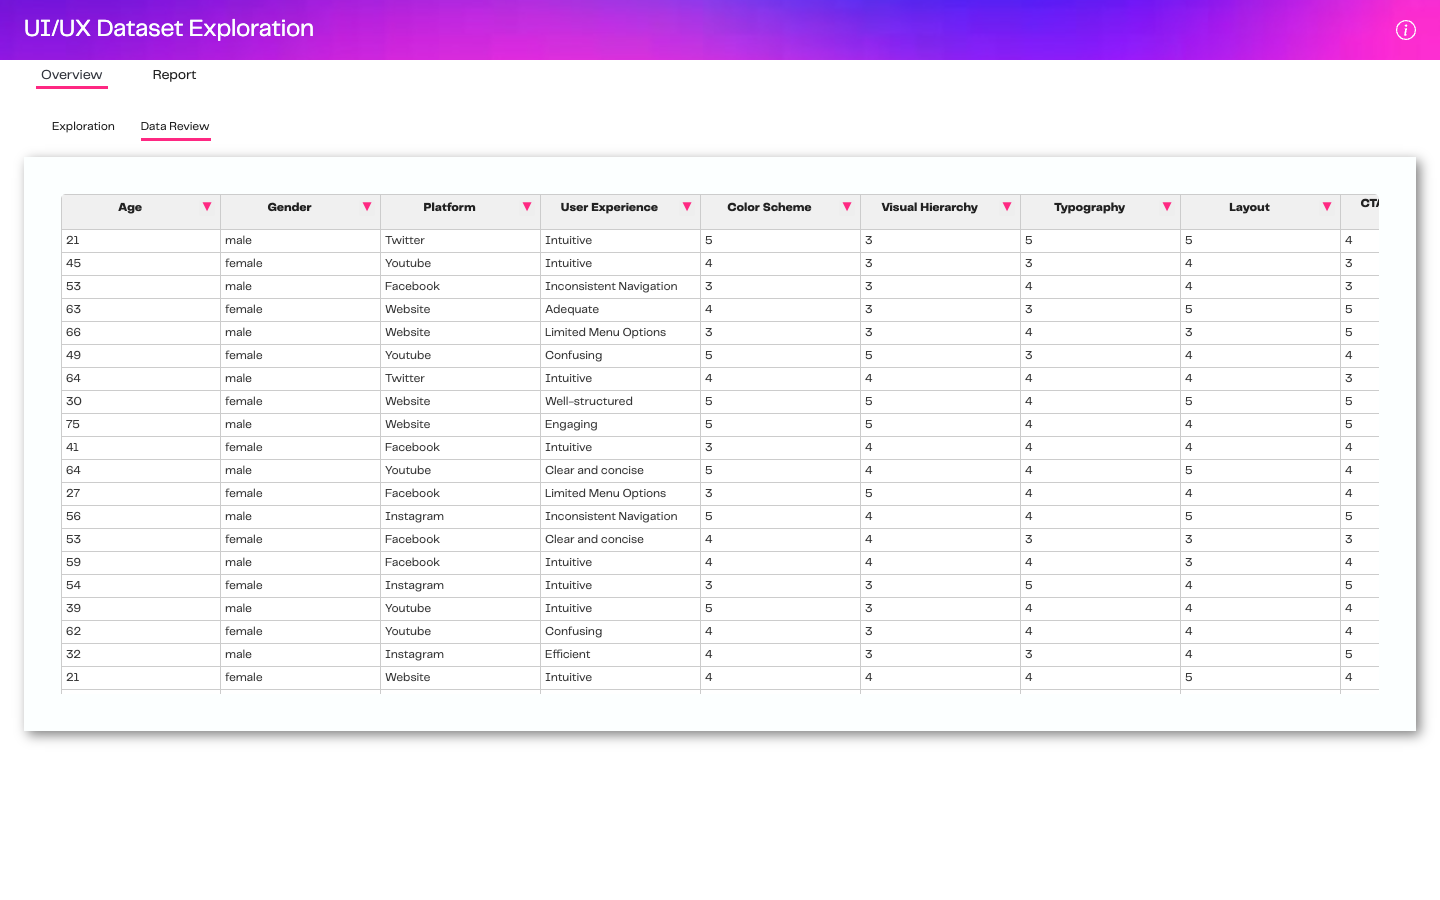 UI/UX Dataset Exploration
Overview Report
Exploration Data Review
Age Gender Platform User Experience Color Scheme Visual Hierarchy Typography Layout
21 male Twitter Intuitive 5 3 5 5 4
45 female Youtube Intuitive 4 3 3 4 3
53 male Facebook Inconsistent Navigation 3 3 4 4 3
63 female Website Adequate 4 3 3 5 5
66 male Website Limited Menu Options 3 3 4 3 5
49 female Youtube Confusing 5 5 3 4 4
64 male Twitter Intuitive 4 4 4 4 3
30 female Website Well-structured 5 5 4 5 5
75 male Website Engaging 5 5 4 4 5
41 female Facebook Intuitive 3 4 4 4 4
64 male Youtube Clear and concise 5 4 4 5 4
27 female Facebook Limited Menu Options 3 5 4 4 4
56 male Instagram Inconsistent Navigation 5 4 4 5 5
53 female Facebook Clear and concise 4 4 3 3 3
59 male Facebook Intuitive 4 4 4 3 4
54 female Instagram Intuitive 3 3 5 4 5
39 male Youtube Intuitive 5 3 4 4 4
62 female Youtube Confusing 4 3 4 4 4
32 male Instagram Efficient 4 3 3 4 5
21 female Website Intuitive 4 4 4 5 4